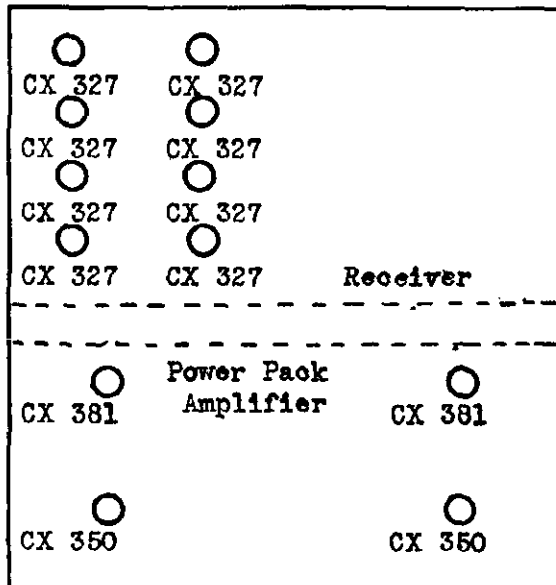 CX 327 CX 327
CX 327 CX 327
CX 327 CX 327
CX 327 CX 327 Receiver
Power Pack
Amplifier
CX 381 CX 381
CX 350 CX 350